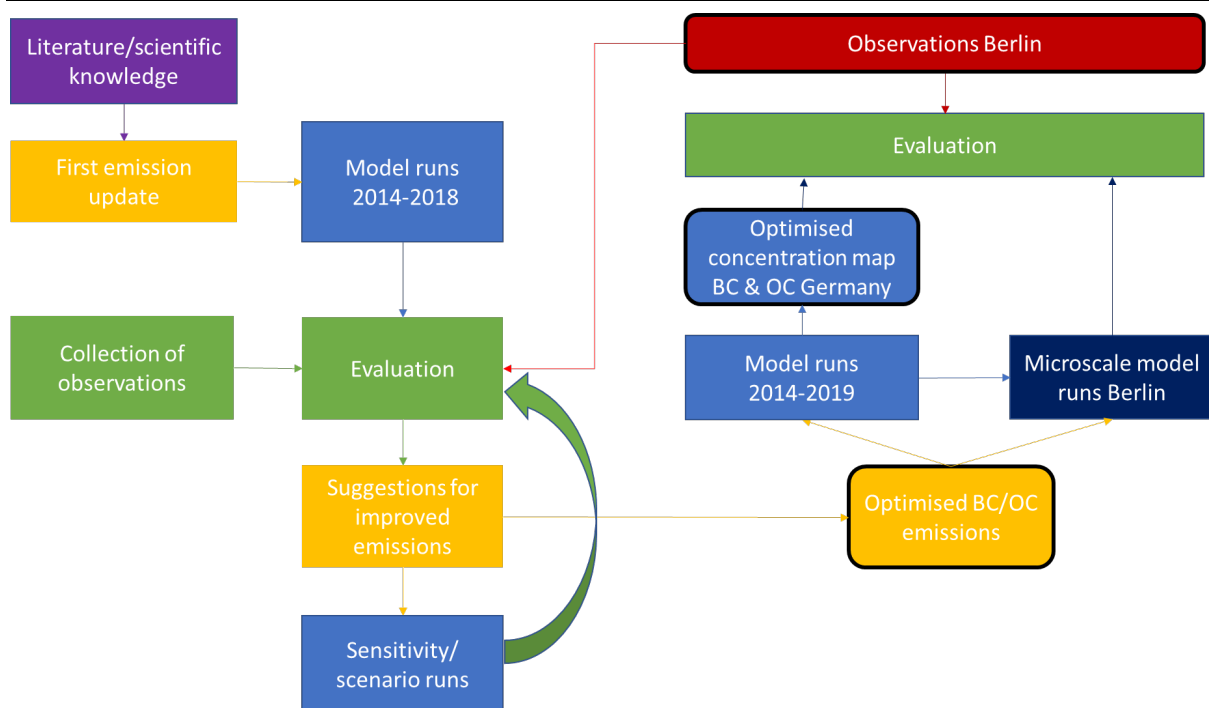 Literature/scientific
knowledge
Observations Berlin
First emission
update
Model runs
2014-2018
Evaluation
Optimised
concentration map
BC & OC Germany
Collection of
observations
Evaluation
Model runs
2014-2019
Microscale model
runs Berlin
Suggestions for
improved
emissions
Optimised BC/OC
emissions
Sensitivity/
scenario runs